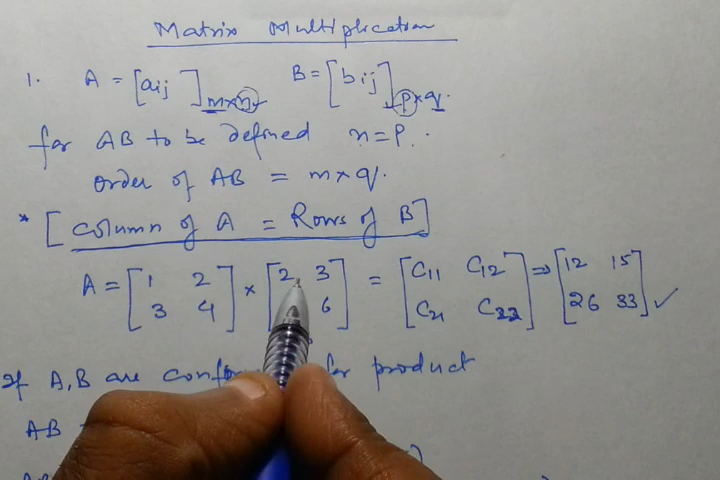 Matrix Multiplication
1. A = [aij]m×n B = [bij]p×q.
for AB to be defined n=p.
order of AB = m×q.
* [column of A = Rows of B]
A = [1 2 × [2 3 = [C11 C12 ⇒ [12 15
3 4] 6] C21 C22] 26 33] ✓
If A,B are for product
AB